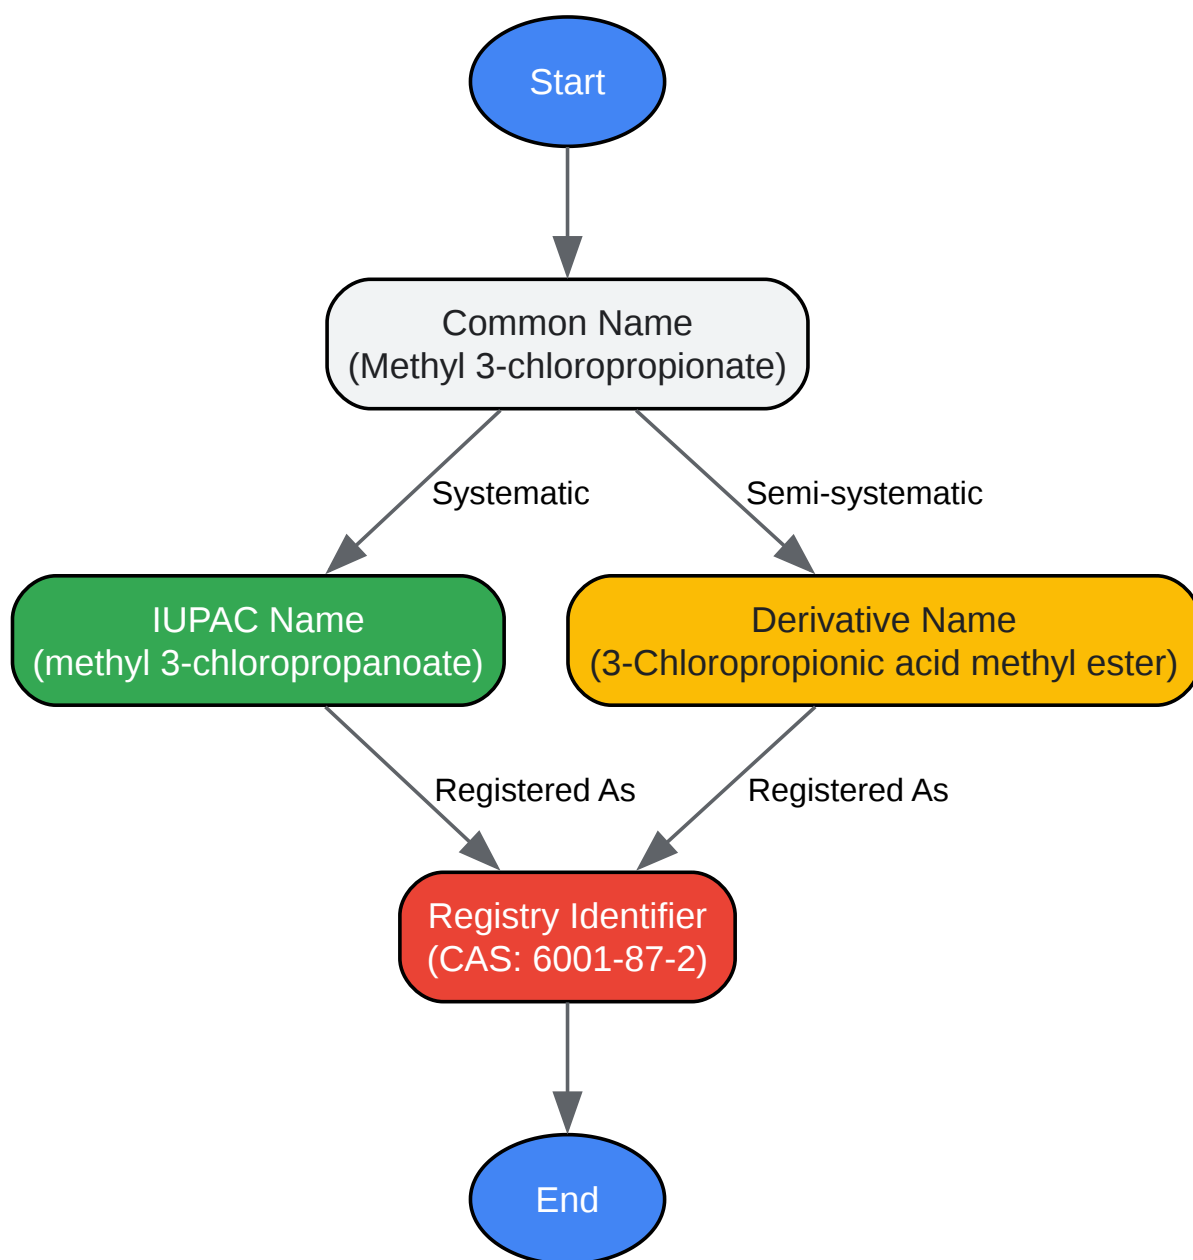 Start
Common Name
(Methyl 3-chloropropionate)
Systematic
Semi-systematic
IUPAC Name
(methyl 3-chloropropanoate)
Derivative Name
(3-Chloropropionic acid methyl ester)
Registered As
Registered As
Registry Identifier
(CAS: 6001-87-2)
End